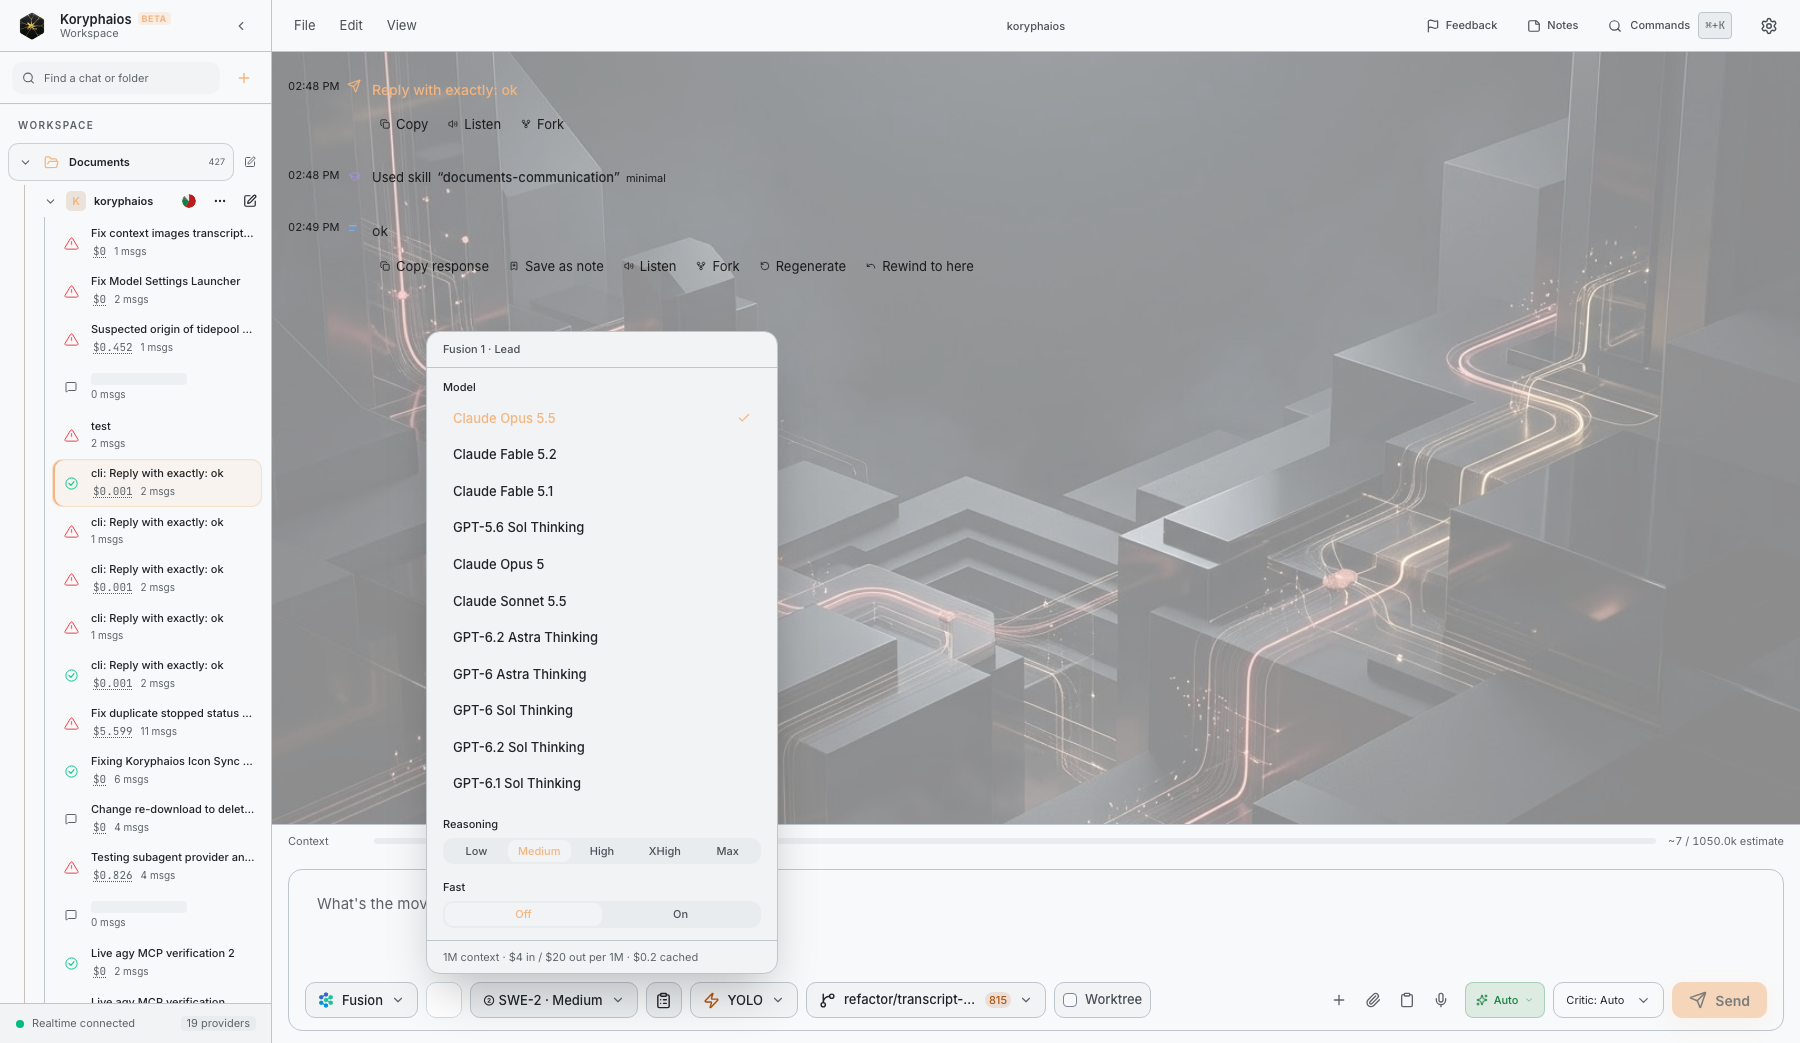 Koryphaios BETA
Workspace
File Edit View
koryphaios
Feedback Notes Commands ⌘+K
Find a chat or folder
WORKSPACE
Documents 427
K koryphaios
Fix context images transcript...
$0 1 msgs
Fix Model Settings Launcher
$0 2 msgs
Suspected origin of tidepool ...
$0.452 1 msgs
0 msgs
test
2 msgs
cli: Reply with exactly: ok
$0.001 2 msgs
cli: Reply with exactly: ok
1 msgs
cli: Reply with exactly: ok
$0.001 2 msgs
cli: Reply with exactly: ok
1 msgs
cli: Reply with exactly: ok
$0.001 2 msgs
Fix duplicate stopped status ...
$5.599 11 msgs
Fixing Koryphaios Icon Sync ...
$0 6 msgs
Change re-download to delet...
$0 4 msgs
Testing subagent provider an...
$0.826 4 msgs
0 msgs
Live agy MCP verification 2
$0 2 msgs
Live agy MCP verification
Realtime connected 19 providers
02:48 PM Reply with exactly: ok
Copy Listen Fork
02:48 PM Used skill “documents-communication” minimal
02:49 PM ok
Copy response Save as note Listen Fork Regenerate Rewind to here
Fusion 1 · Lead
Model
Claude Opus 5.5
Claude Fable 5.2
Claude Fable 5.1
GPT-5.6 Sol Thinking
Claude Opus 5
Claude Sonnet 5.5
GPT-6.2 Astra Thinking
GPT-6 Astra Thinking
GPT-6 Sol Thinking
GPT-6.2 Sol Thinking
GPT-6.1 Sol Thinking
Reasoning
Low Medium High XHigh Max
Fast
Off On
1M context · $4 in / $20 out per 1M · $0.2 cached
Context ~7 / 1050.0k estimate
What's the mov
Fusion SWE-2 · Medium YOLO refactor/transcript-... 815 Worktree Auto Critic: Auto Send